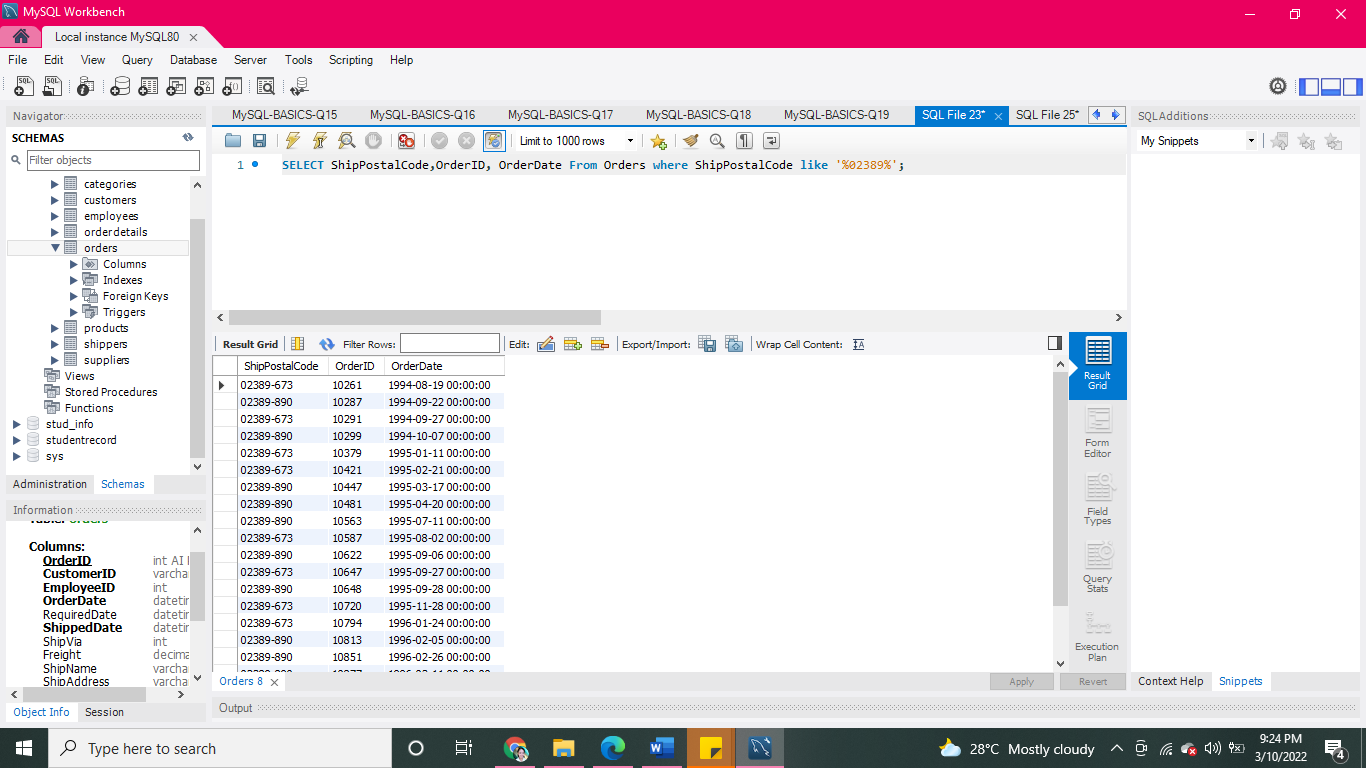 MySQL Workbench
Local instance MySQL80
File Edit View Query Database Server Tools Scripting Help
Navigator
SCHEMAS
Filter objects
categories
customers
employees
orderdetails
orders
Columns
Indexes
Foreign Keys
Triggers
products
shippers
suppliers
Views
Stored Procedures
Functions
stud_info
studentrecord
sys
Administration Schemas
Information
Columns:
OrderID int AI
CustomerID varcha
EmployeeID int
OrderDate datetin
RequiredDate datetin
ShippedDate datetin
ShipVia int
Freight decima
ShipName varcha
ShipAddress varcha
Object Info Session
MySQL-BASICS-Q15 MySQL-BASICS-Q16 MySQL-BASICS-Q17 MySQL-BASICS-Q18 MySQL-BASICS-Q19 SQL File 23* SQL File 25*
Limit to 1000 rows
1 SELECT ShipPostalCode,OrderID, OrderDate From Orders where ShipPostalCode like '%02389%';
Result Grid Filter Rows: Edit: Export/Import: Wrap Cell Content:
ShipPostalCode OrderID OrderDate
02389-673 10261 1994-08-19 00:00:00
02389-890 10287 1994-09-22 00:00:00
02389-673 10291 1994-09-27 00:00:00
02389-890 10299 1994-10-07 00:00:00
02389-673 10379 1995-01-11 00:00:00
02389-673 10421 1995-02-21 00:00:00
02389-890 10447 1995-03-17 00:00:00
02389-890 10481 1995-04-20 00:00:00
02389-890 10563 1995-07-11 00:00:00
02389-673 10587 1995-08-02 00:00:00
02389-890 10622 1995-09-06 00:00:00
02389-673 10647 1995-09-27 00:00:00
02389-890 10648 1995-09-28 00:00:00
02389-673 10720 1995-11-28 00:00:00
02389-673 10794 1996-01-24 00:00:00
02389-890 10813 1996-02-05 00:00:00
02389-890 10851 1996-02-26 00:00:00
Result
Grid
Form
Editor
Field
Types
Query
Stats
Execution
Plan
Orders 8
Apply Revert
Output
SQLAdditions
My Snippets
Context Help Snippets
Type here to search
28°C Mostly cloudy
9:24 PM
3/10/2022
4